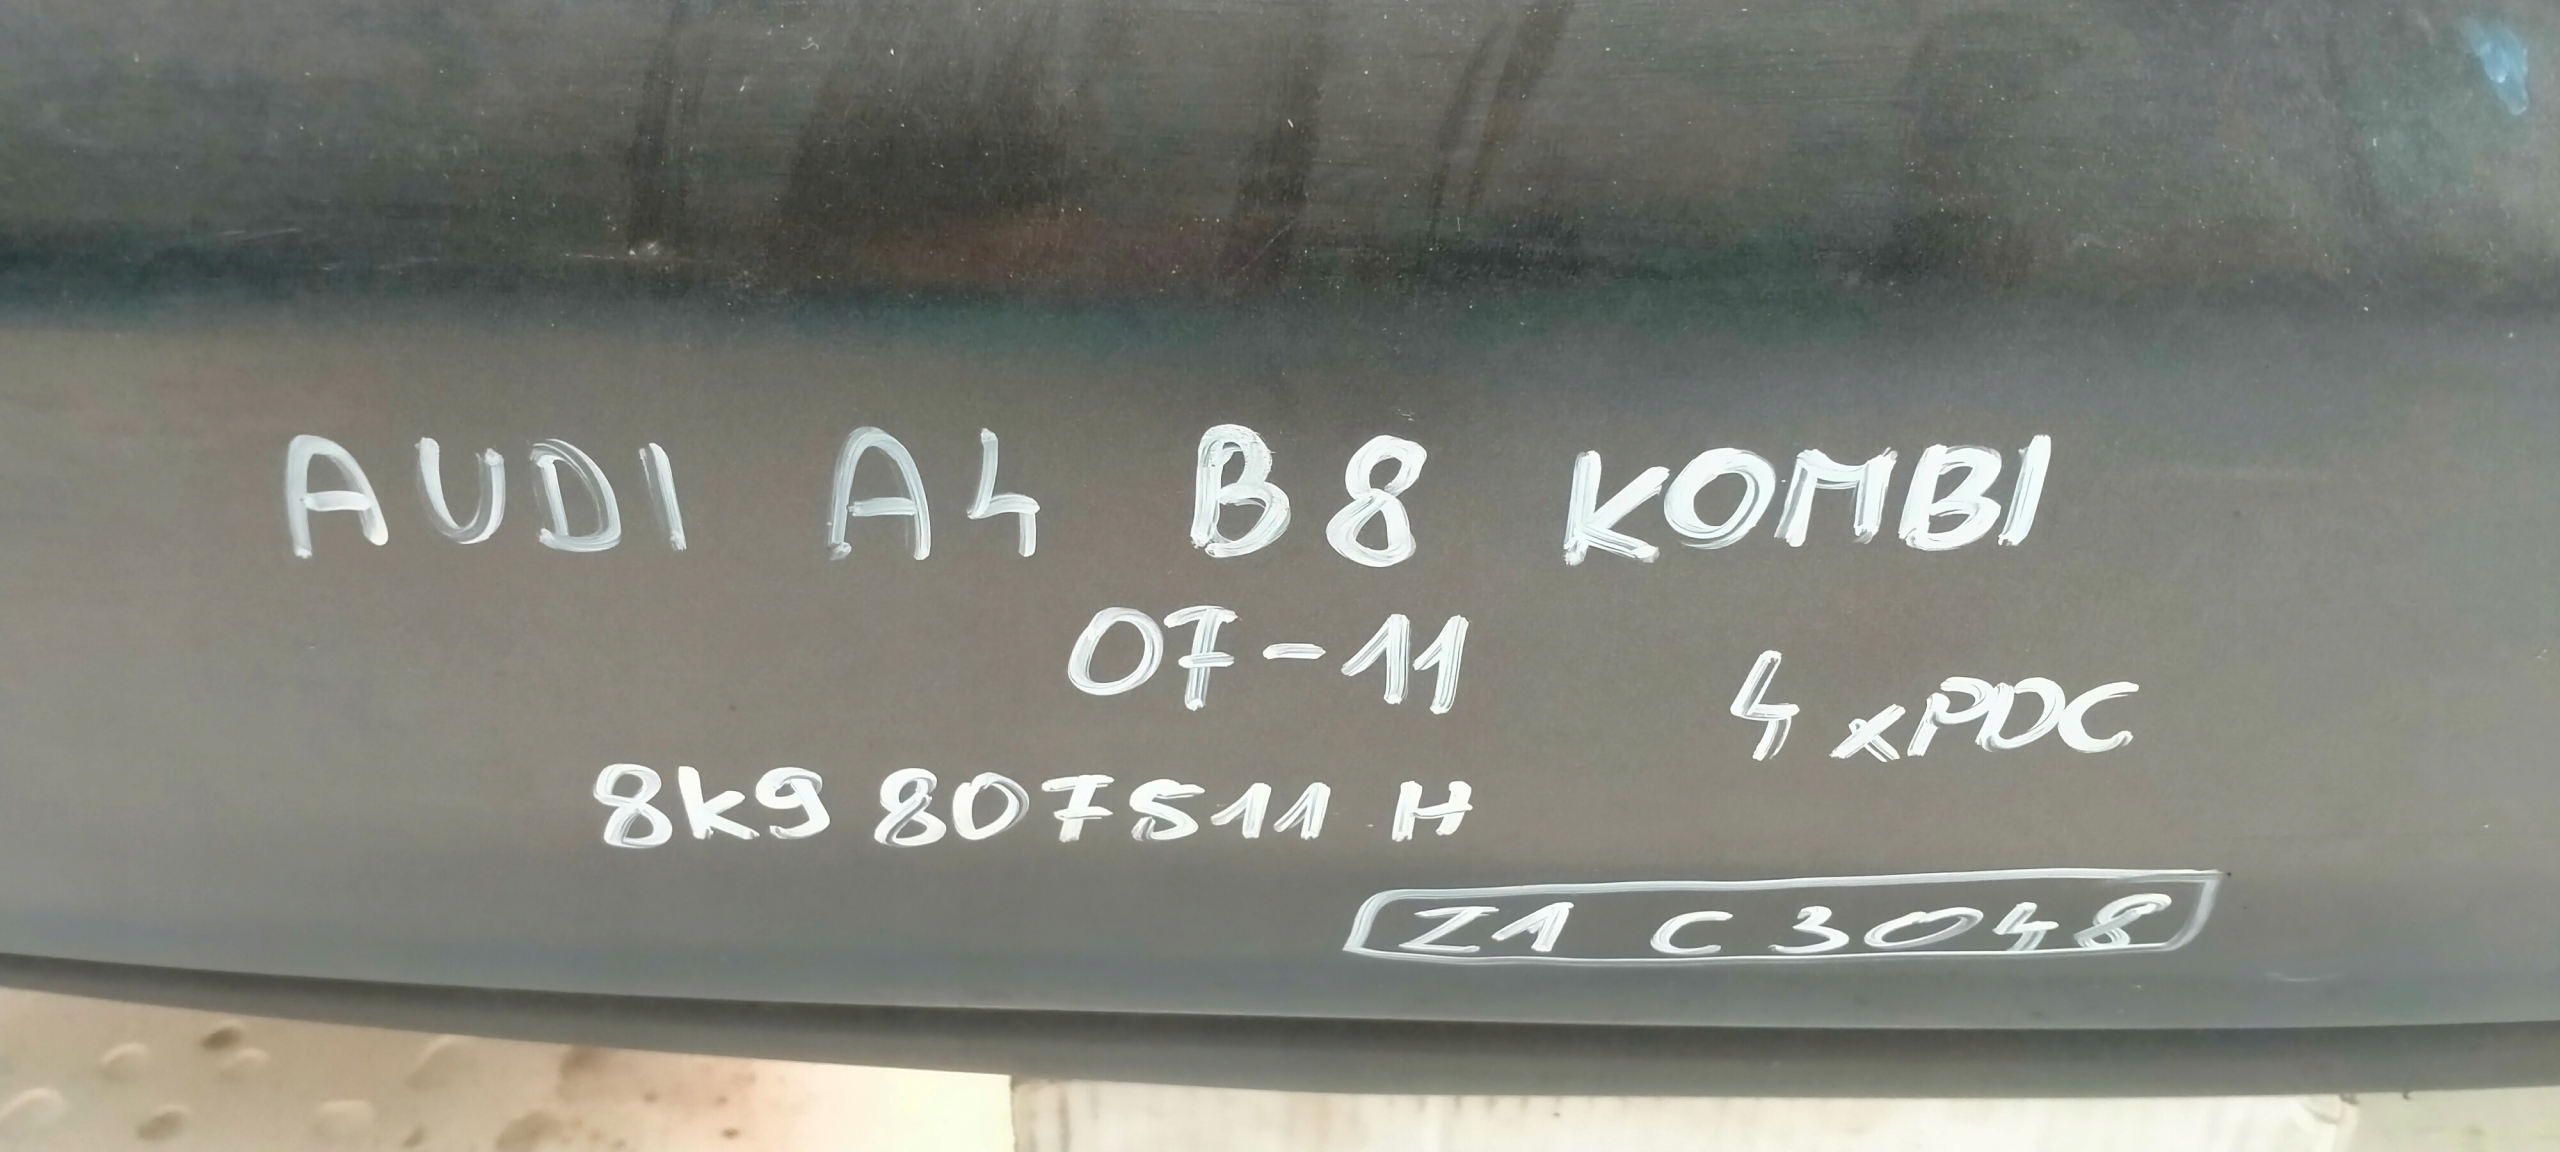 AUDI A4 B8 KOMBI
07-11
4xPDC
8K9 807511 H
Z1 C3048